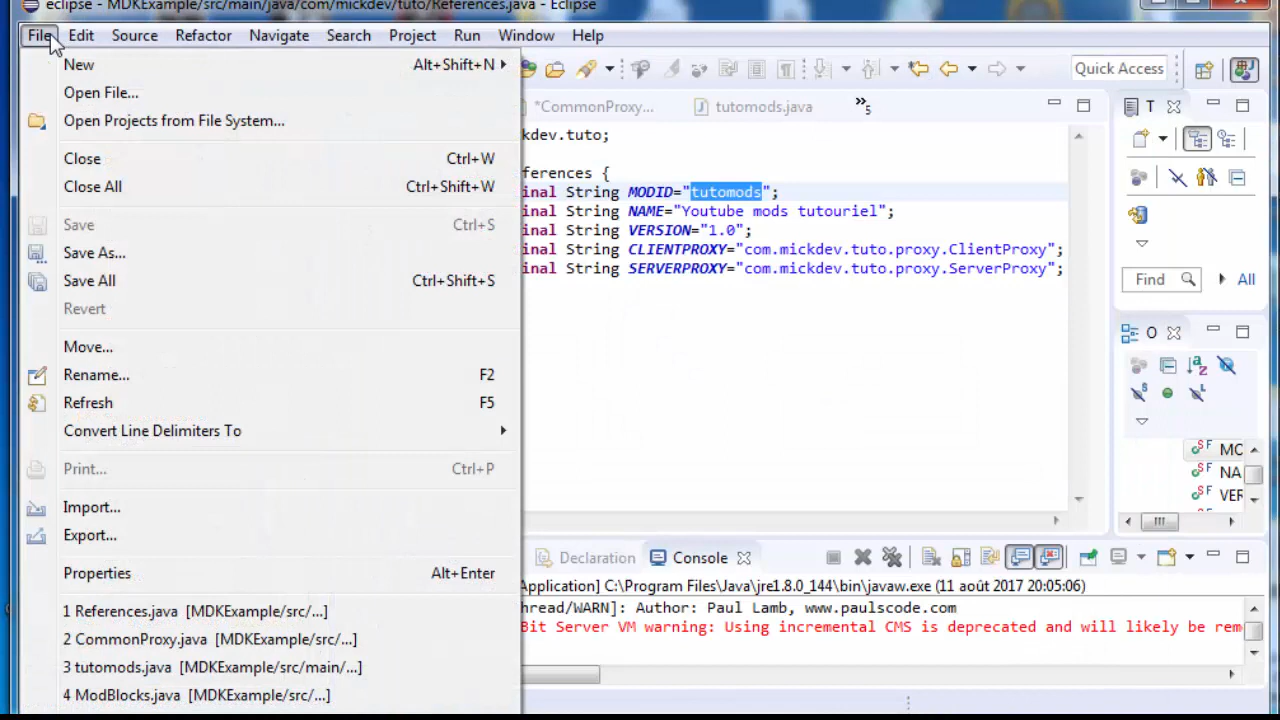 eclipse - MDKExample/src/main/java/com/mickdev/tuto/References.java - Eclipse
File Edit Source Refactor Navigate Search Project Run Window Help
New Alt+Shift+N
Open File...
Open Projects from File System...
Close Ctrl+W
Close All Ctrl+Shift+W
Save Ctrl+S
Save As...
Save All Ctrl+Shift+S
Revert
Move...
Rename... F2
Refresh F5
Convert Line Delimiters To
Print... Ctrl+P
Import...
Export...
Properties Alt+Enter
1 References.java [MDKExample/src/...]
2 CommonProxy.java [MDKExample/src/...]
3 tutomods.java [MDKExample/src/main/...]
4 ModBlocks.java [MDKExample/src/...]
Quick Access
*CommonProxy... tutomods.java »5
kdev.tuto;
ferences {
inal String MODID="tutomods";
inal String NAME="Youtube mods tutouriel";
inal String VERSION="1.0";
inal String CLIENTPROXY="com.mickdev.tuto.proxy.ClientProxy";
inal String SERVERPROXY="com.mickdev.tuto.proxy.ServerProxy";
T
Find All
O
MO
NA
VER
Declaration Console
Application] C:\Program Files\Java\jre1.8.0_144\bin\javaw.exe (11 août 2017 20:05:06)
hread/WARN]: Author: Paul Lamb, www.paulscode.com
Bit Server VM warning: Using incremental CMS is deprecated and will likely be rem